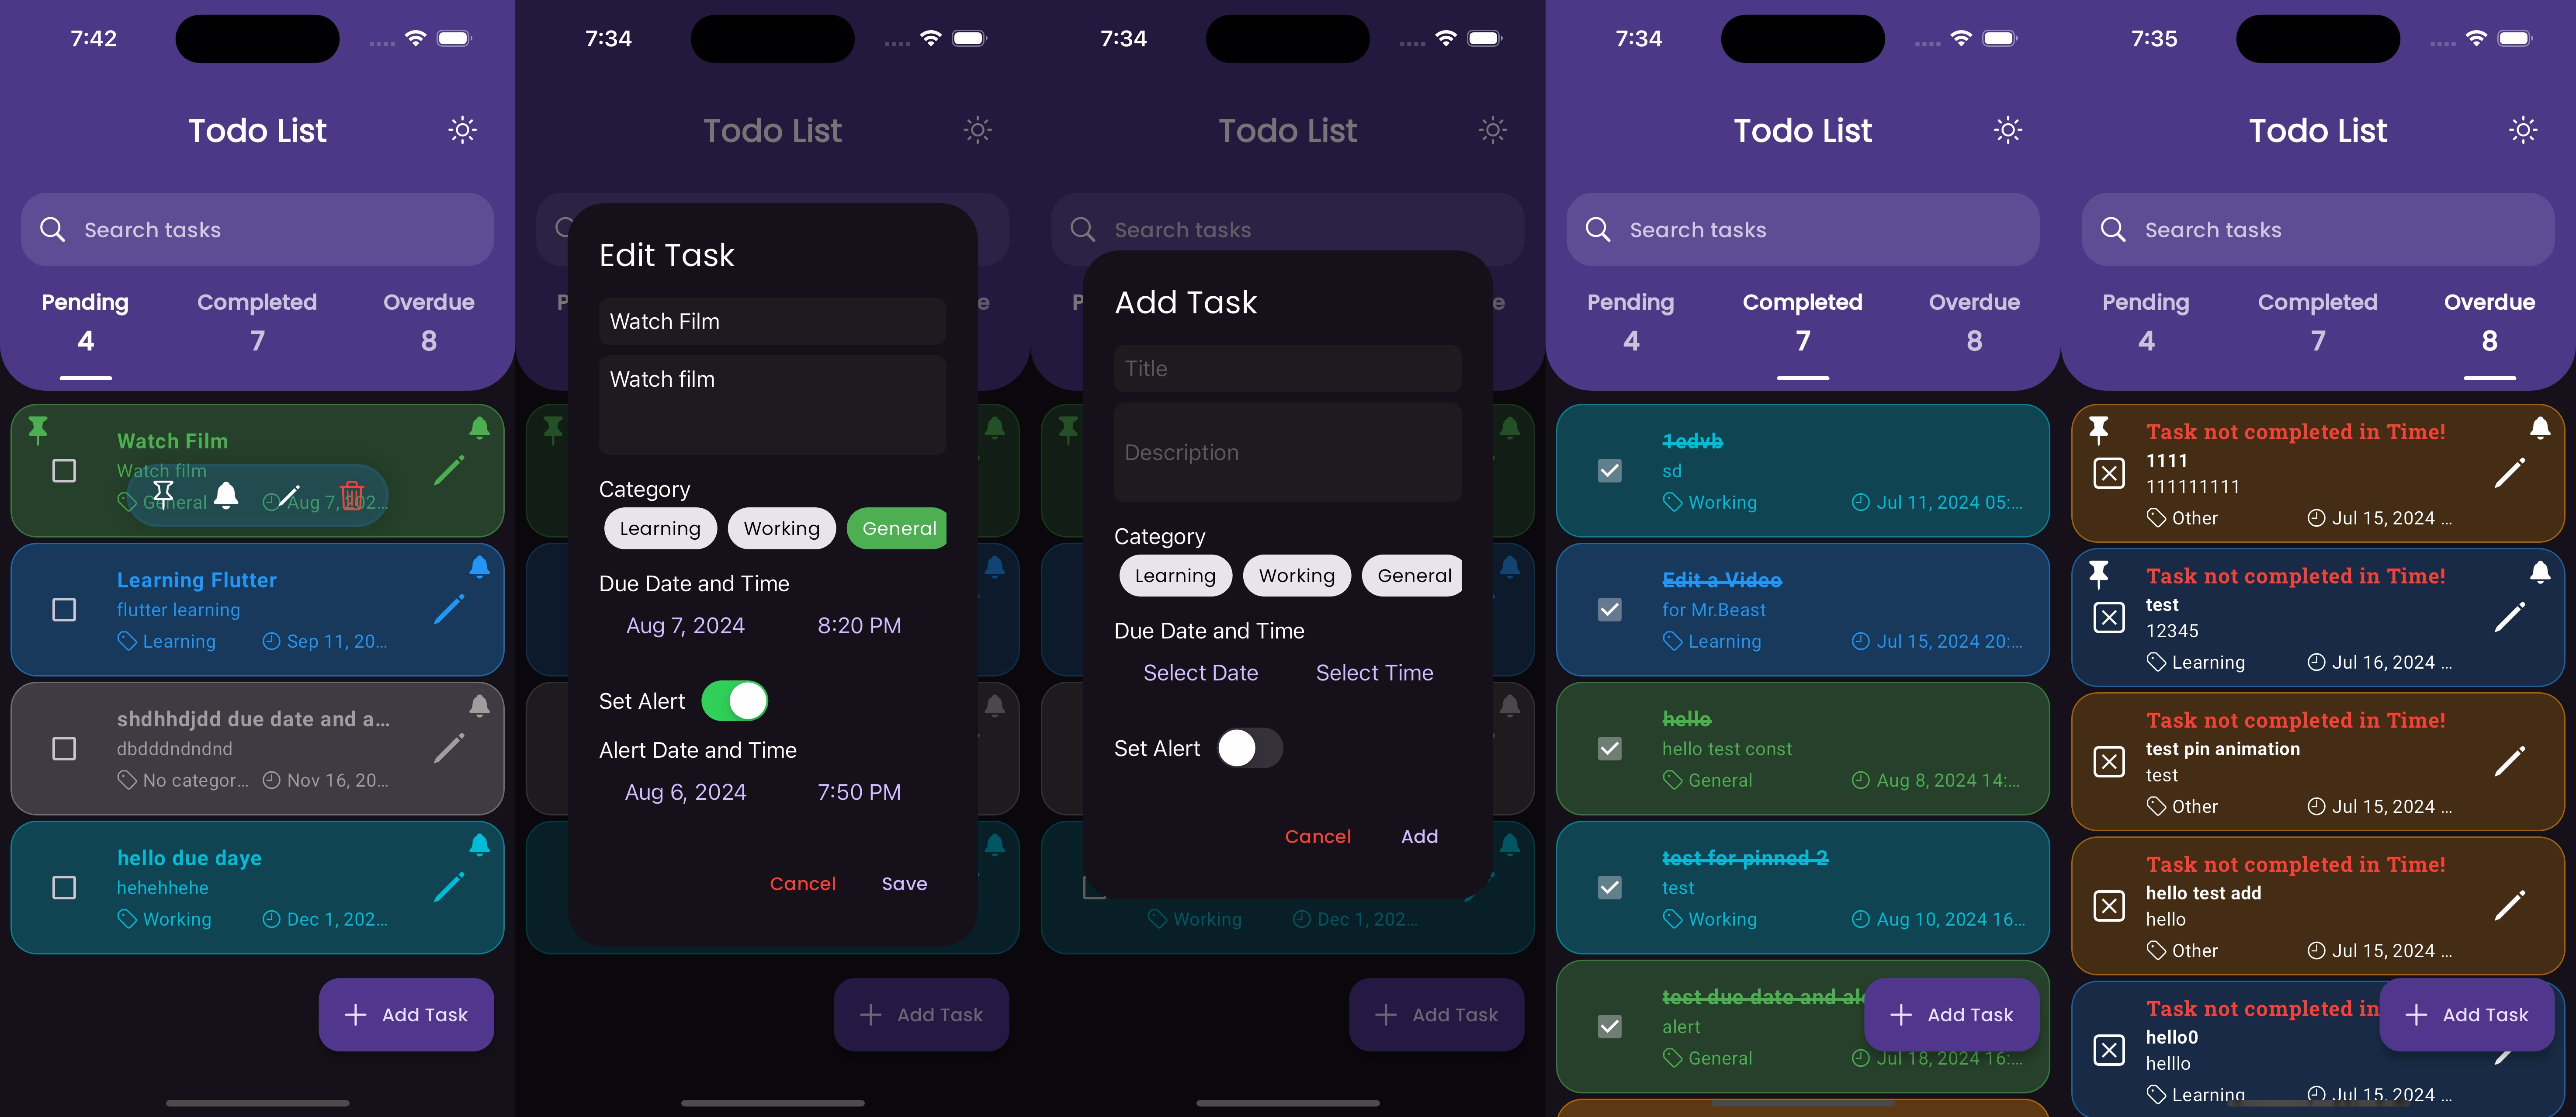 7:42
Todo List
Search tasks
Pending Completed Overdue
4 7 8
Watch Film
Watch film
General Aug 7, 202...
Learning Flutter
flutter learning
Learning Sep 11, 20...
shdhhdjdd due date and a...
dbdddndndnd
No categor... Nov 16, 20...
hello due daye
hehehhehe
Working Dec 1, 202...
+ Add Task
7:34
Todo List
Edit Task
Watch Film
Watch film
Category
Learning Working General
Due Date and Time
Aug 7, 2024 8:20 PM
Set Alert
Alert Date and Time
Aug 6, 2024 7:50 PM
Cancel Save
+ Add Task
7:34
Todo List
Search tasks
Add Task
Title
Description
Category
Learning Working General
Due Date and Time
Select Date Select Time
Set Alert
Cancel Add
Working Dec 1, 202...
+ Add Task
7:34
Todo List
Search tasks
Pending Completed Overdue
4 7 8
1edvb
sd
Working Jul 11, 2024 05:...
Edit a Video
for Mr.Beast
Learning Jul 15, 2024 20:...
hello
hello test const
General Aug 8, 2024 14:...
test for pinned 2
test
Working Aug 10, 2024 16...
test due date and al
alert
General Jul 18, 2024 16:...
+ Add Task
7:35
Todo List
Search tasks
Pending Completed Overdue
4 7 8
Task not completed in Time!
1111
111111111
Other Jul 15, 2024 ...
Task not completed in Time!
test
12345
Learning Jul 16, 2024 ...
Task not completed in Time!
test pin animation
test
Other Jul 15, 2024 ...
Task not completed in Time!
hello test add
hello
Other Jul 15, 2024 ...
Task not completed in
hello0
helllo
Learning Jul 15, 2024 ...
+ Add Task